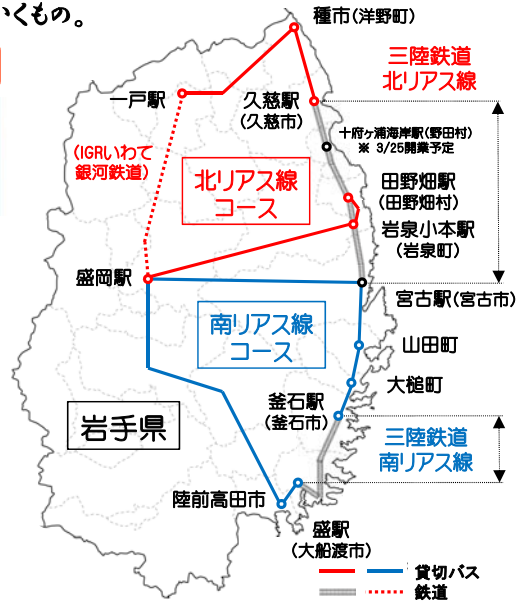 いくもの。
種市(洋野町)
三陸鉄道
北リアス線
一戸駅
久慈駅
(久慈市)
十府ヶ浦海岸駅(野田村)
※ 3/25開業予定
(IGRいわて
銀河鉄道)
北リアス線
コース
田野畑駅
(田野畑村)
岩泉小本駅
(岩泉町)
盛岡駅
宮古駅(宮古市)
南リアス線
コース
山田町
大槌町
釜石駅
(釜石市)
岩手県
三陸鉄道
南リアス線
陸前高田市
盛駅
(大船渡市)
貸切バス
鉄道